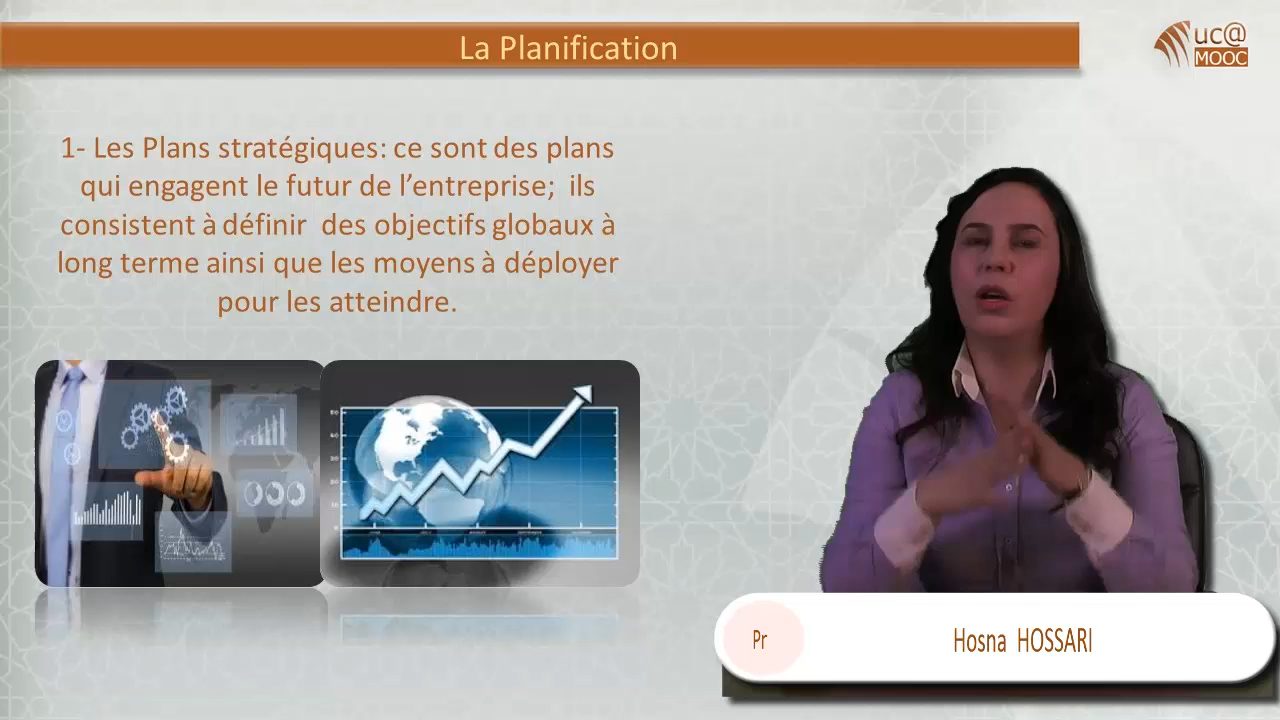 La Planification
uc@
MOOC
1- Les Plans stratégiques: ce sont des plans
qui engagent le futur de l’entreprise; ils
consistent à définir des objectifs globaux à
long terme ainsi que les moyens à déployer
pour les atteindre.
Pr
Hosna HOSSARI